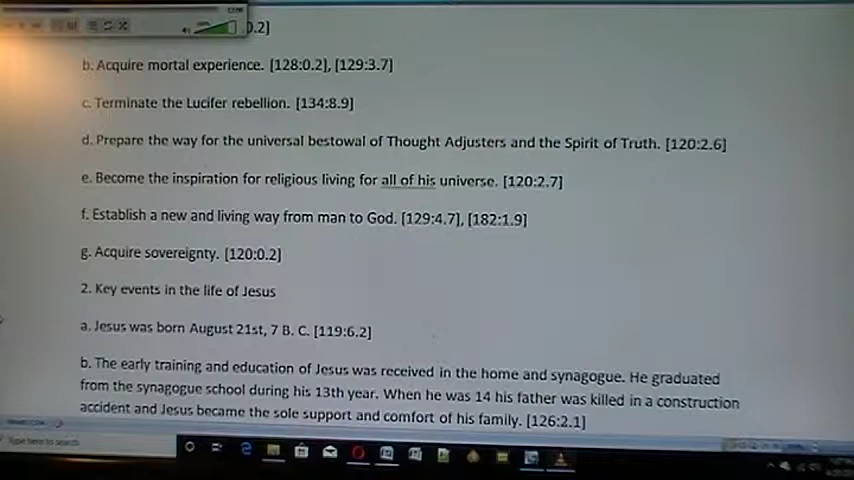 0.2]
b. Acquire mortal experience. [128:0.2], [129:3.7]
c. Terminate the Lucifer rebellion. [134:8.9]
d. Prepare the way for the universal bestowal of Thought Adjusters and the Spirit of Truth. [120:2.6]
e. Become the inspiration for religious living for all of his universe. [120:2.7]
f. Establish a new and living way from man to God. [129:4.7], [182:1.9]
g. Acquire sovereignty. [120:0.2]
2. Key events in the life of Jesus
a. Jesus was born August 21st, 7 B. C. [119:6.2]
b. The early training and education of Jesus was received in the home and synagogue. He graduated
from the synagogue school during his 13th year. When he was 14 his father was killed in a construction
accident and Jesus became the sole support and comfort of his family. [126:2.1]
Type here to search